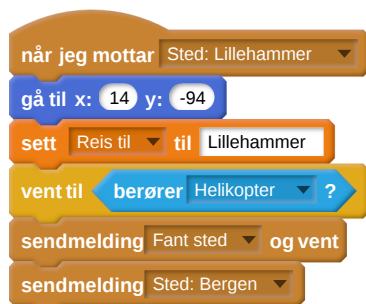 når jeg mottar Sted: Lillehammer
gå til x: 14 y: -94
sett Reis til til Lillehammer
vent til berører Helikopter ?
sendmelding Fant sted og vent
sendmelding Sted: Bergen